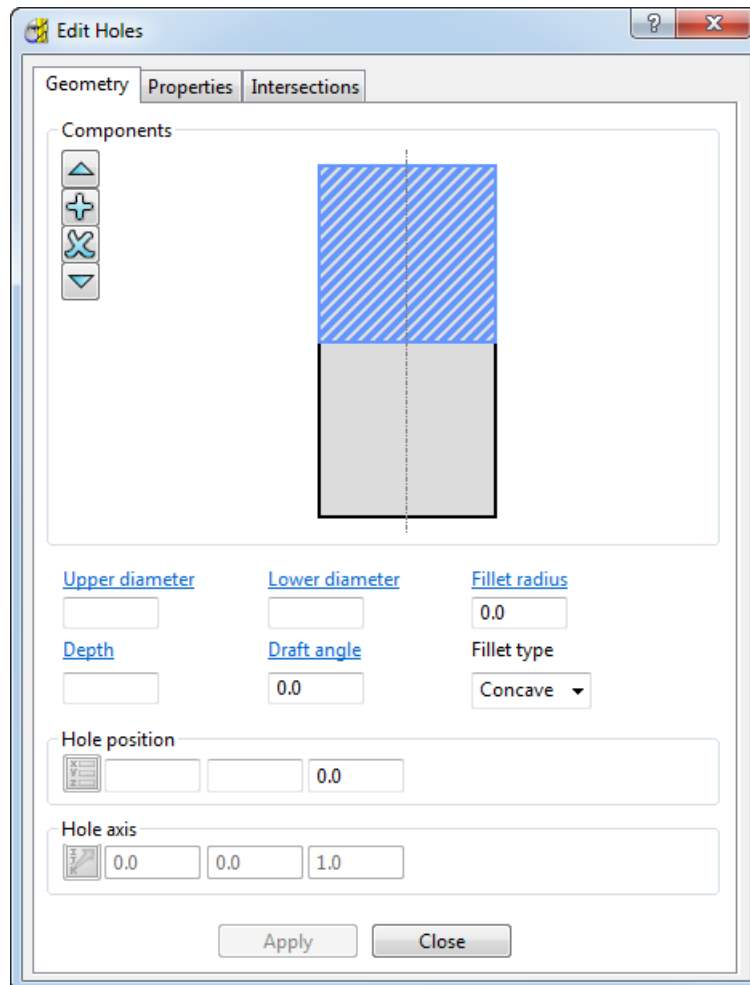 Edit Holes
Geometry Properties Intersections
Components
Upper diameter Lower diameter Fillet radius
0.0
Depth Draft angle Fillet type
0.0 Concave
Hole position
x
y
z
0.0
Hole axis
I
J
K
0.0 0.0 1.0
Apply Close